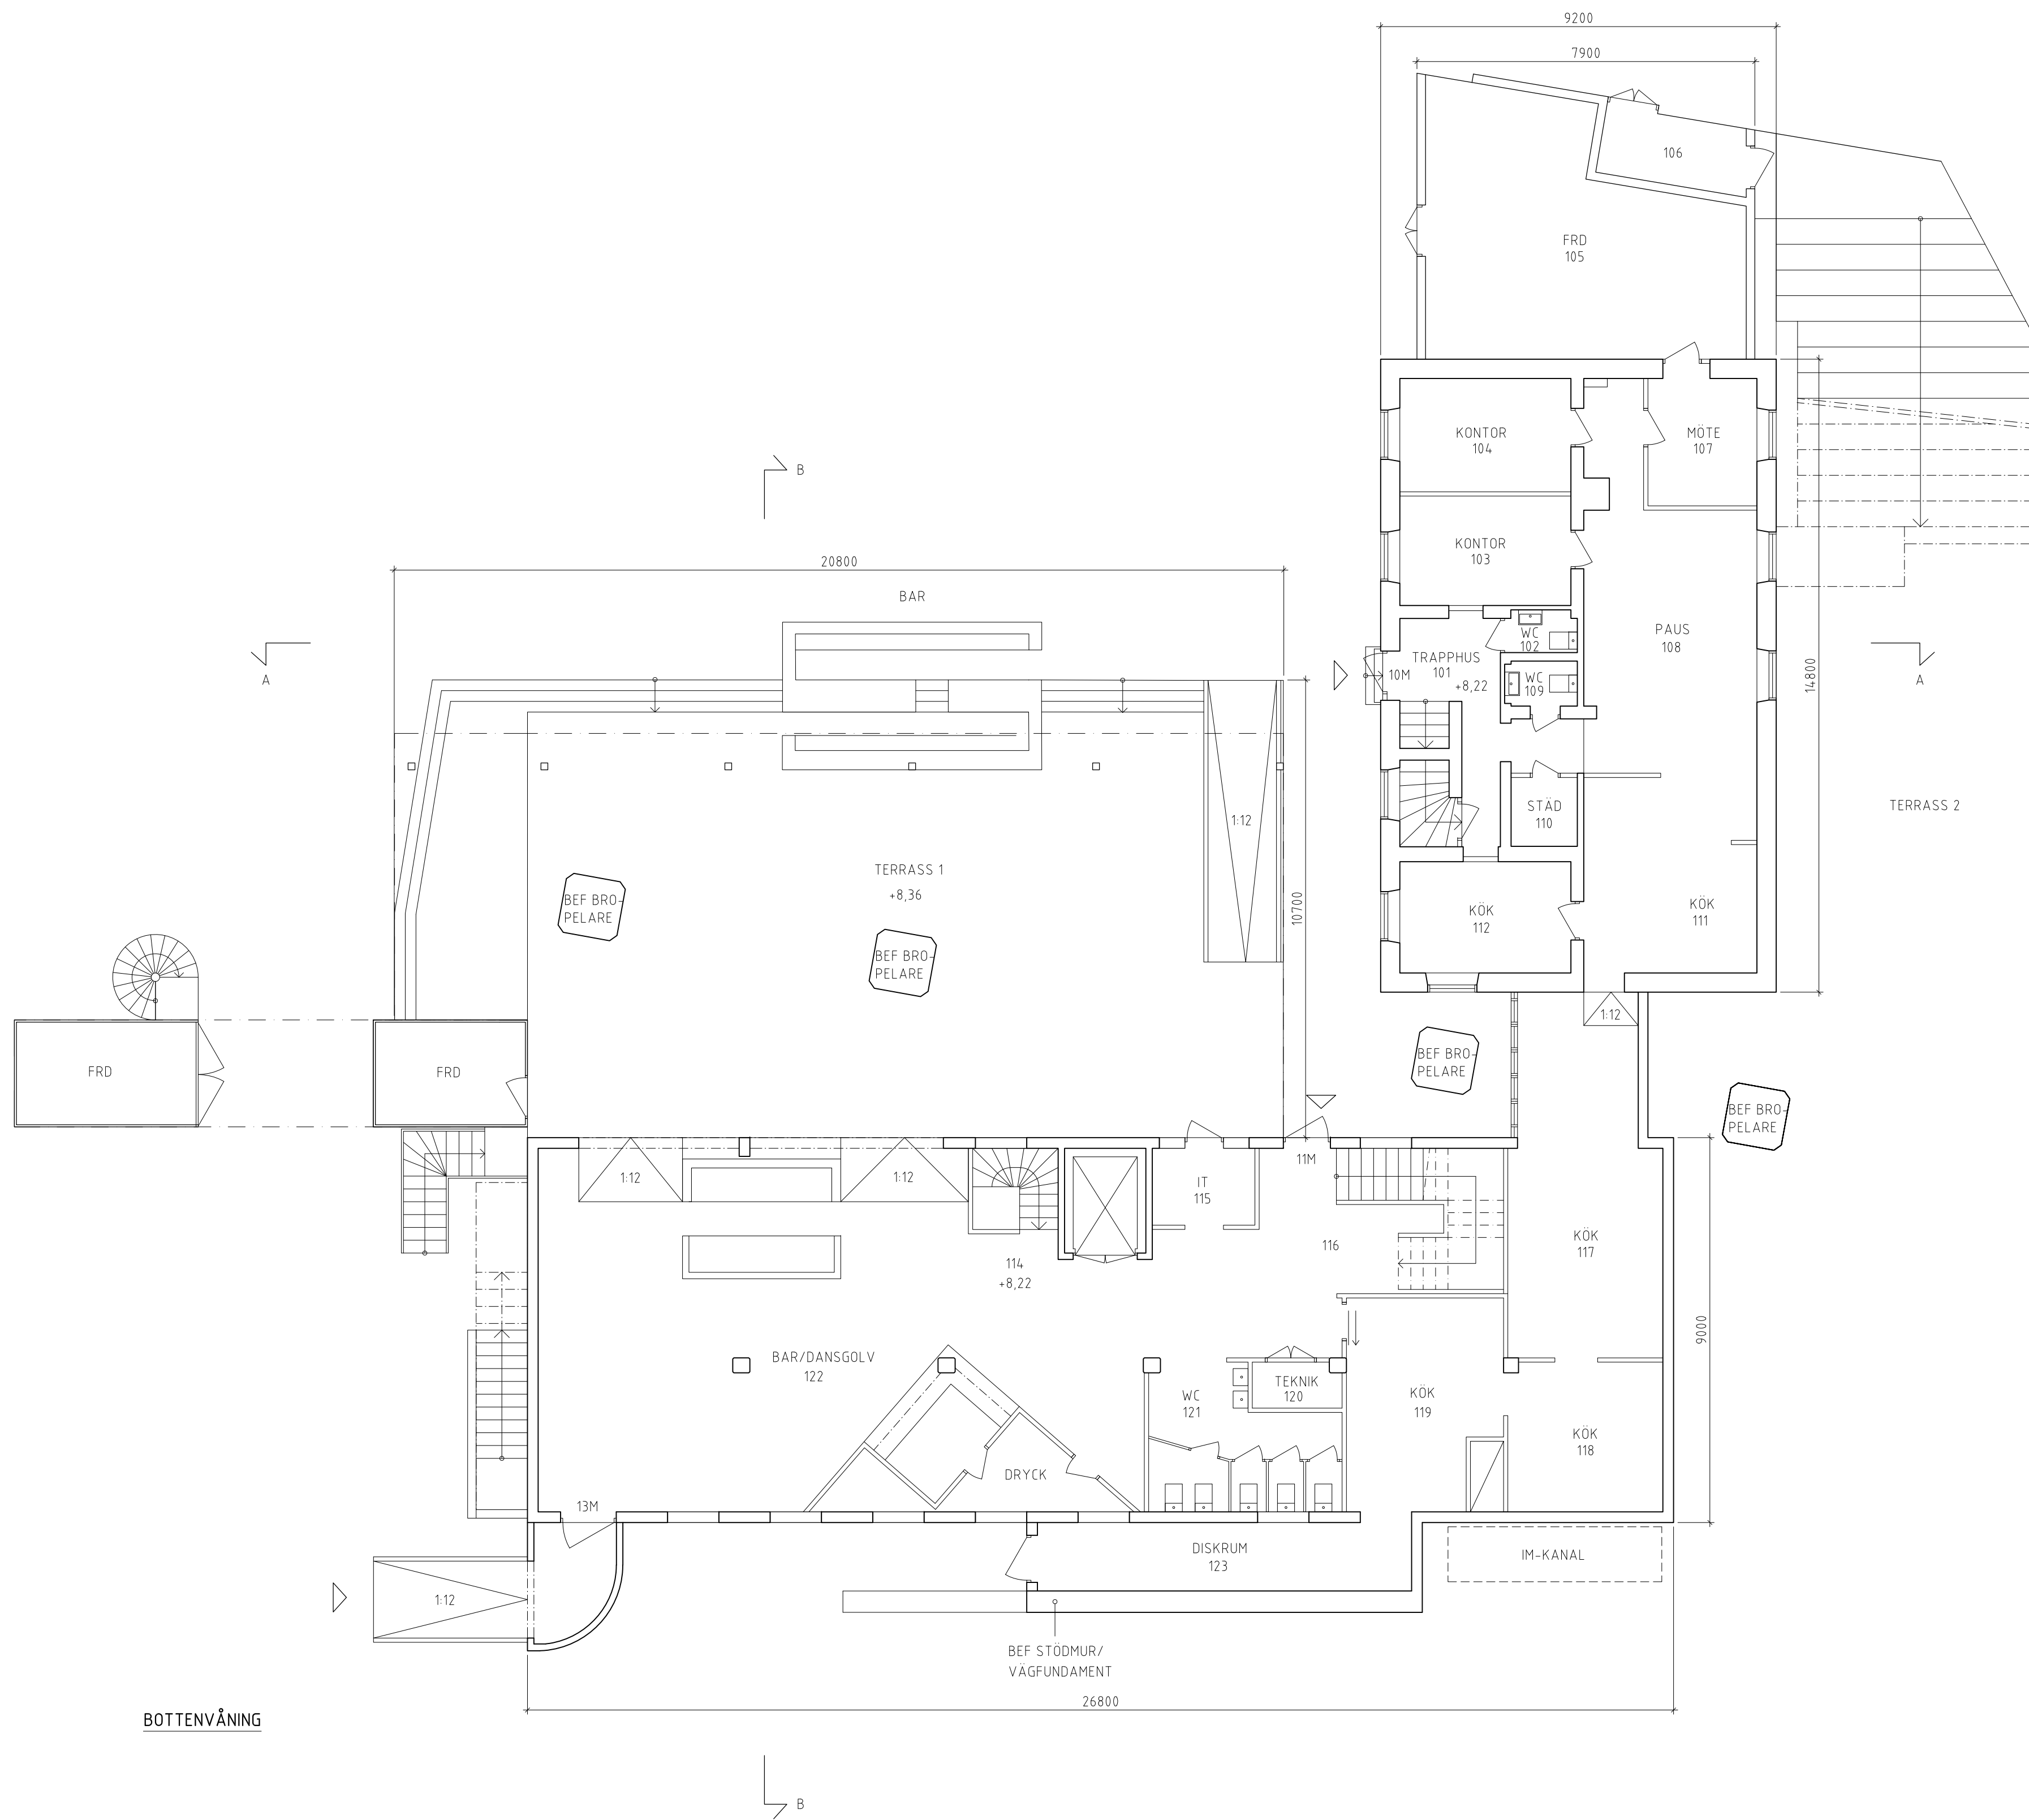 9200
7900
106
FRD
105
KONTOR
104
MÖTE
107
B
KONTOR
103
20800
BAR
A
WC
102
PAUS
108
TRAPPHUS
101
10M
+8,22
WC
109
14800
A
STÄD
110
TERRASS 2
1:12
TERRASS 1
+8,36
BEF BRO-
PELARE
10700
KÖK
112
KÖK
111
BEF BRO-
PELARE
1:12
FRD
FRD
BEF BRO-
PELARE
BEF BRO-
PELARE
1:12
1:12
11M
IT
115
116
KÖK
117
114
+8,22
9000
BAR/DANSGOLV
122
TEKNIK
120
WC
121
KÖK
119
KÖK
118
DRYCK
13M
DISKRUM
123
IM-KANAL
1:12
BEF STÖDMUR/
VÄGFUNDAMENT
26800
BOTTENVÅNING
B